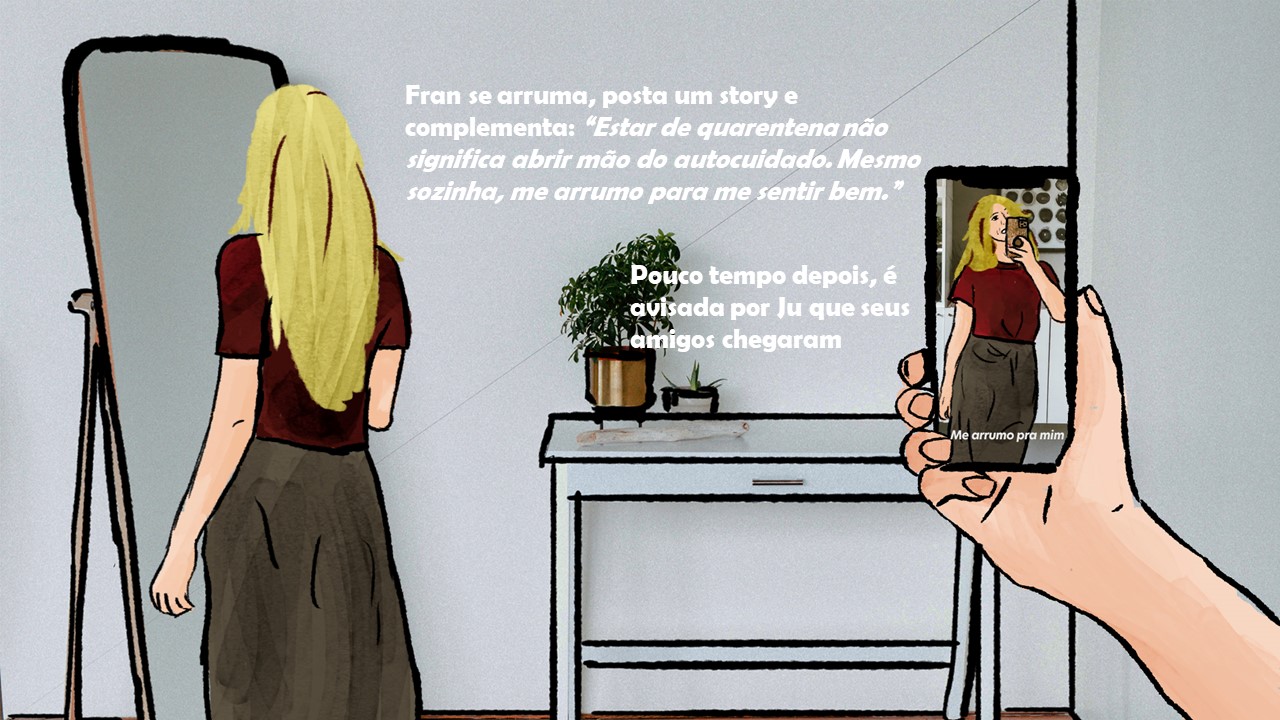 Fran se arruma, posta um story e
complementa: “Estar de quarentena não
significa abrir mão do autocuidado. Mesmo
sozinha, me arrumo para me sentir bem.”
Pouco tempo depois, é
avisada por Ju que seus
amigos chegaram
Me arrumo pra mim